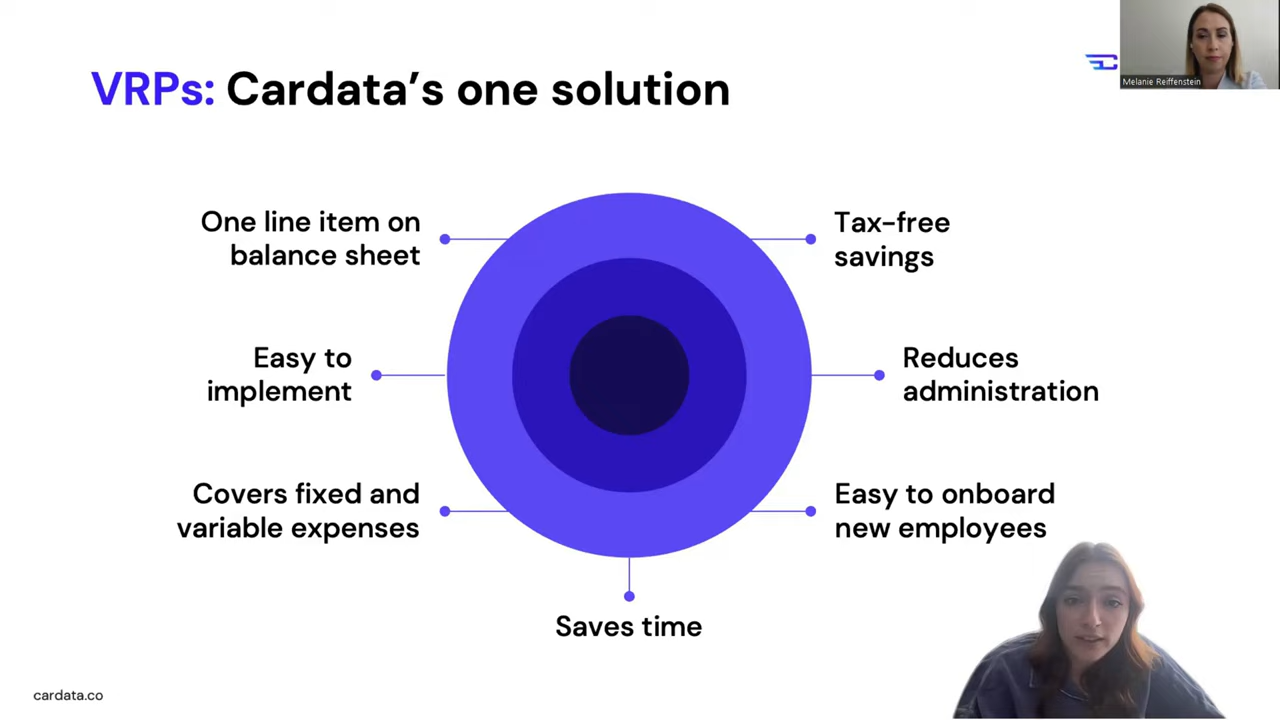 VRPs: Cardata’s one solution
Melanie Reiffenstein
One line item on
balance sheet
Tax-free
savings
Easy to
implement
Reduces
administration
Covers fixed and
variable expenses
Easy to onboard
new employees
Saves time
cardata.co